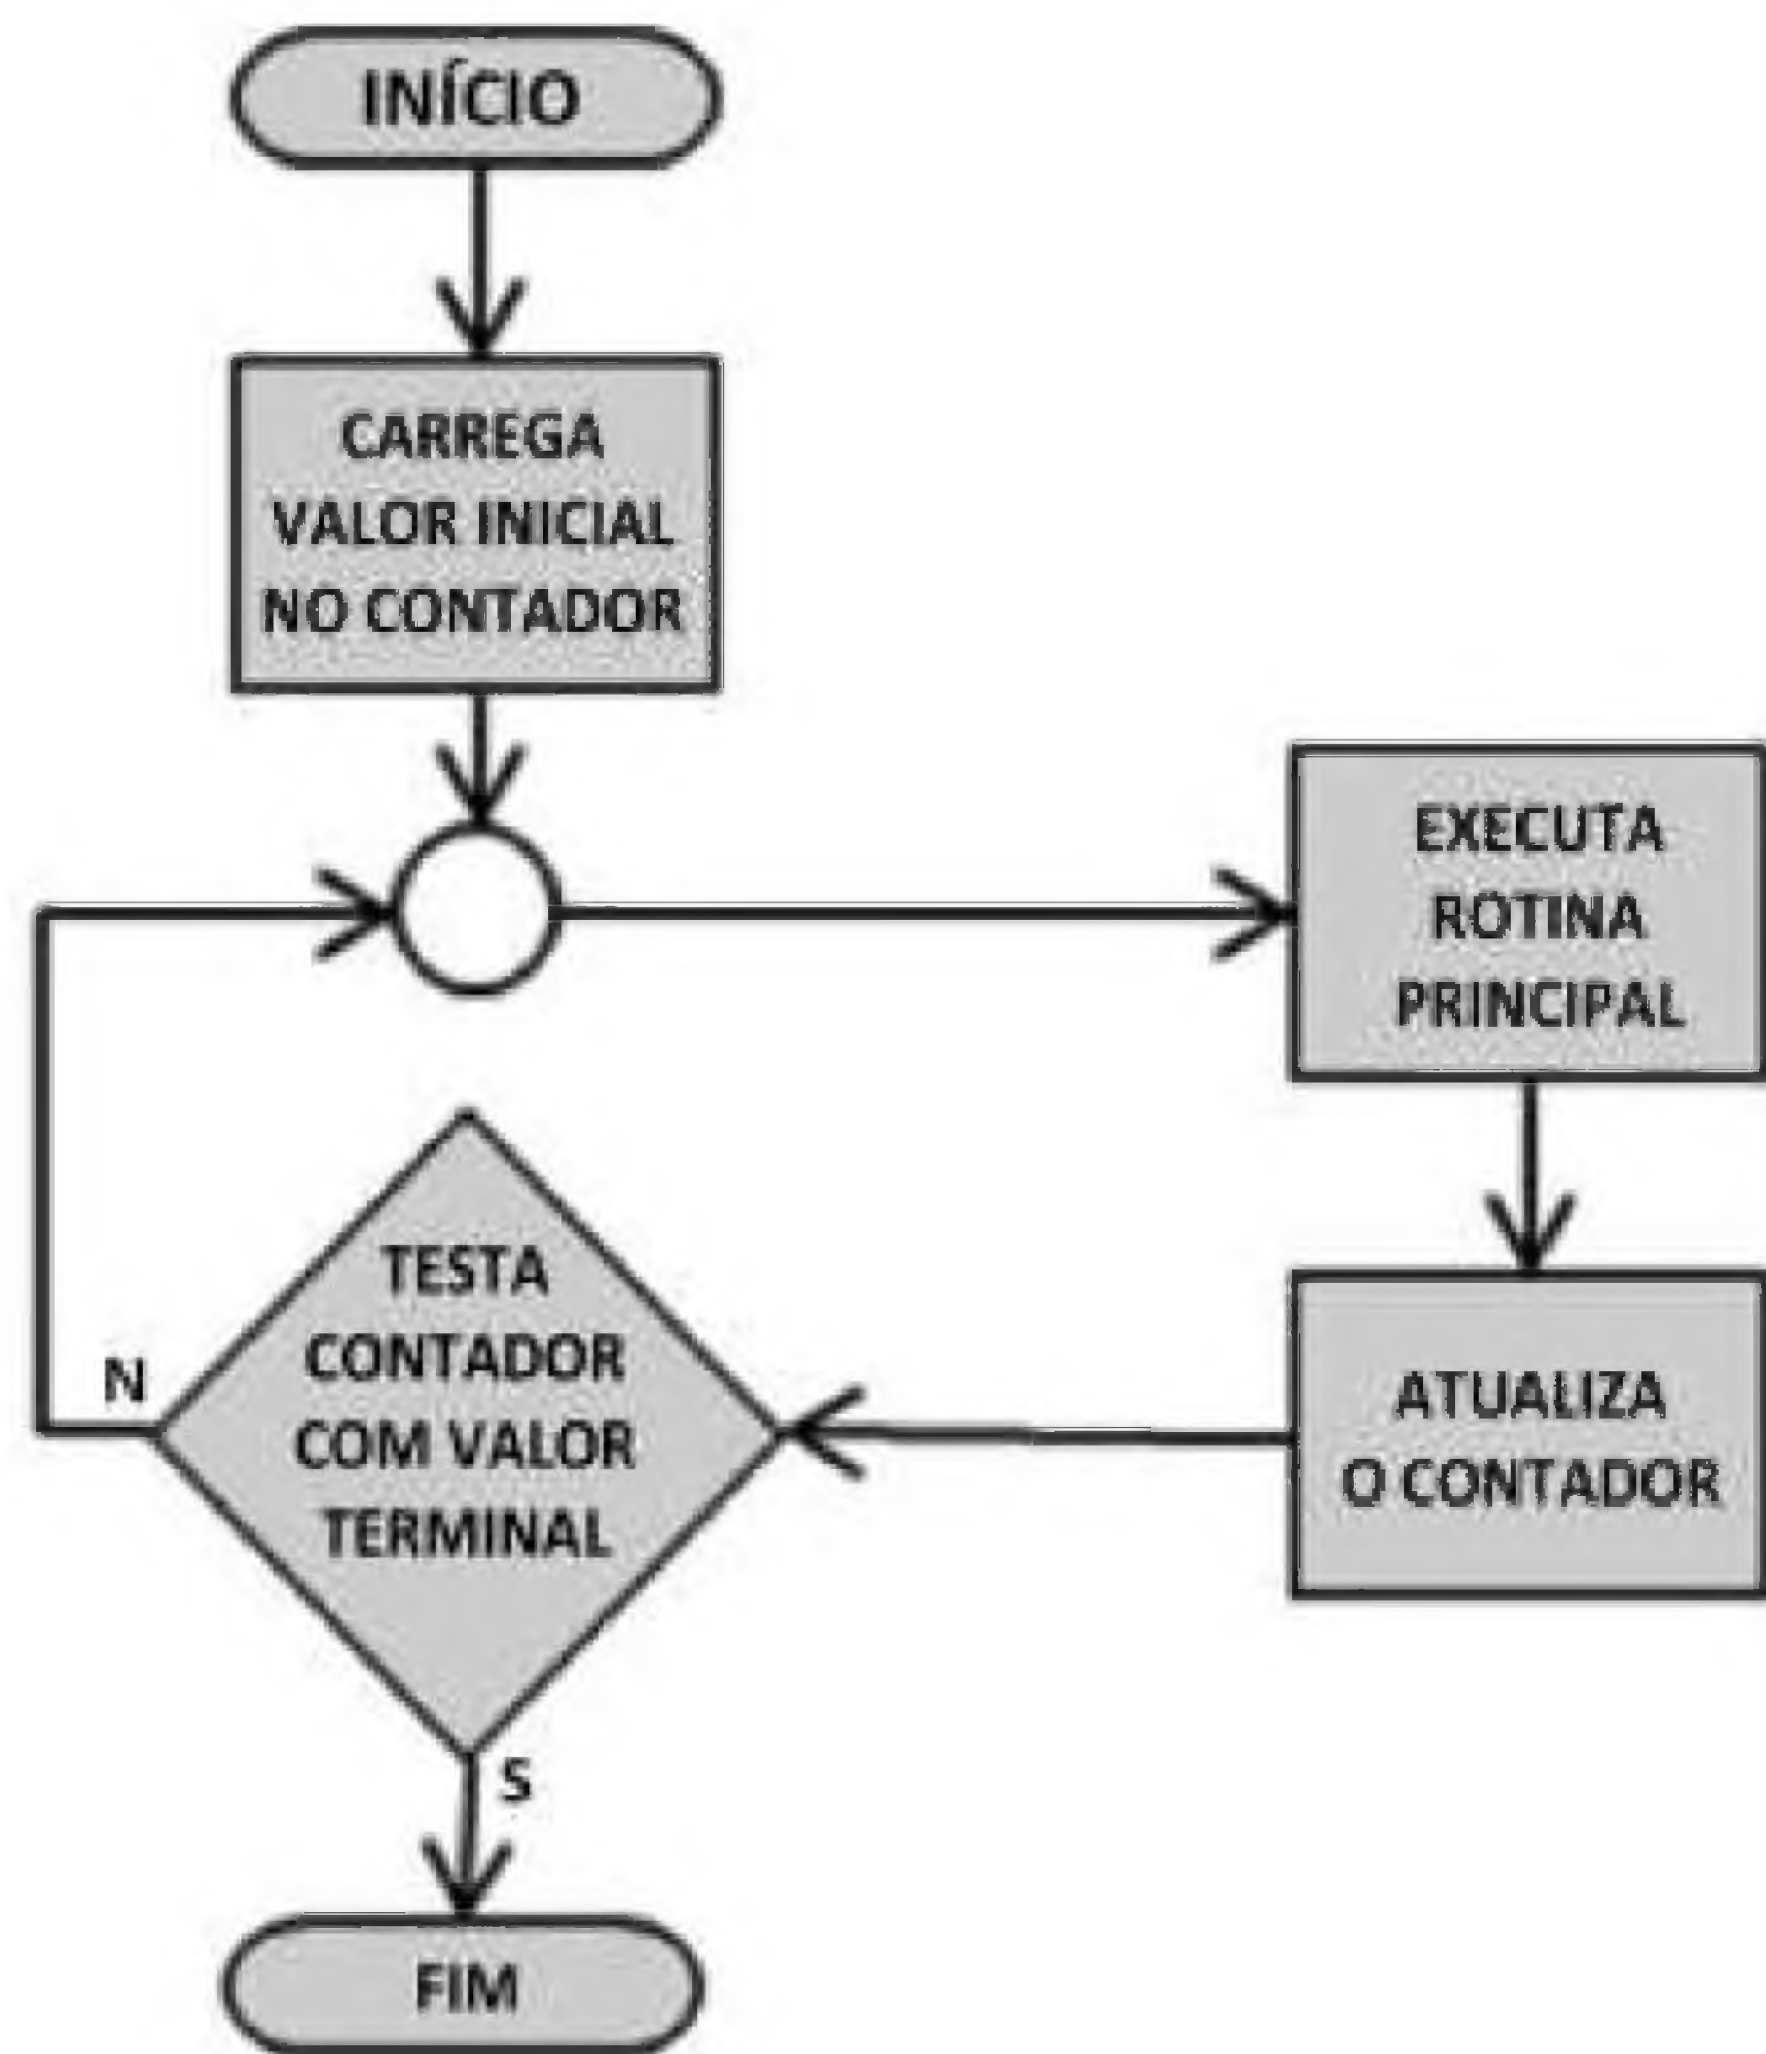 INÍCIO
CARREGA
VALOR INICIAL
NO CONTADOR
EXECUTA
ROTINA
PRINCIPAL
ATUALIZA
O CONTADOR
TESTA
CONTADOR
COM VALOR
TERMINAL
N
S
FIM